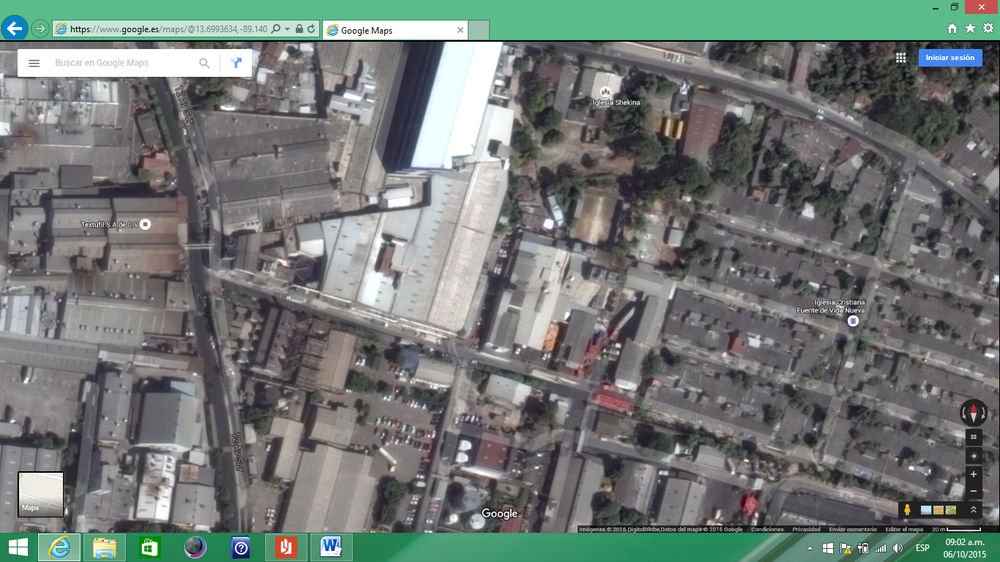 https://www.google.es/maps/@13.6993634,-89.140
Google Maps
Buscar en Google Maps
Iniciar sesión
12 Av Sur
Iglesia Shekina
Textufil S.A de C.V
Iglesia Cristiana
Fuente de Vida Nueva
12 Av Sur
Mapa
Google
Imágenes © 2015 DigitalGlobe,Datos del mapa © 2015 Google Condiciones Privacidad Enviar comentario Editar el mapa 20 m
ESP
09:02 a.m.
06/10/2015